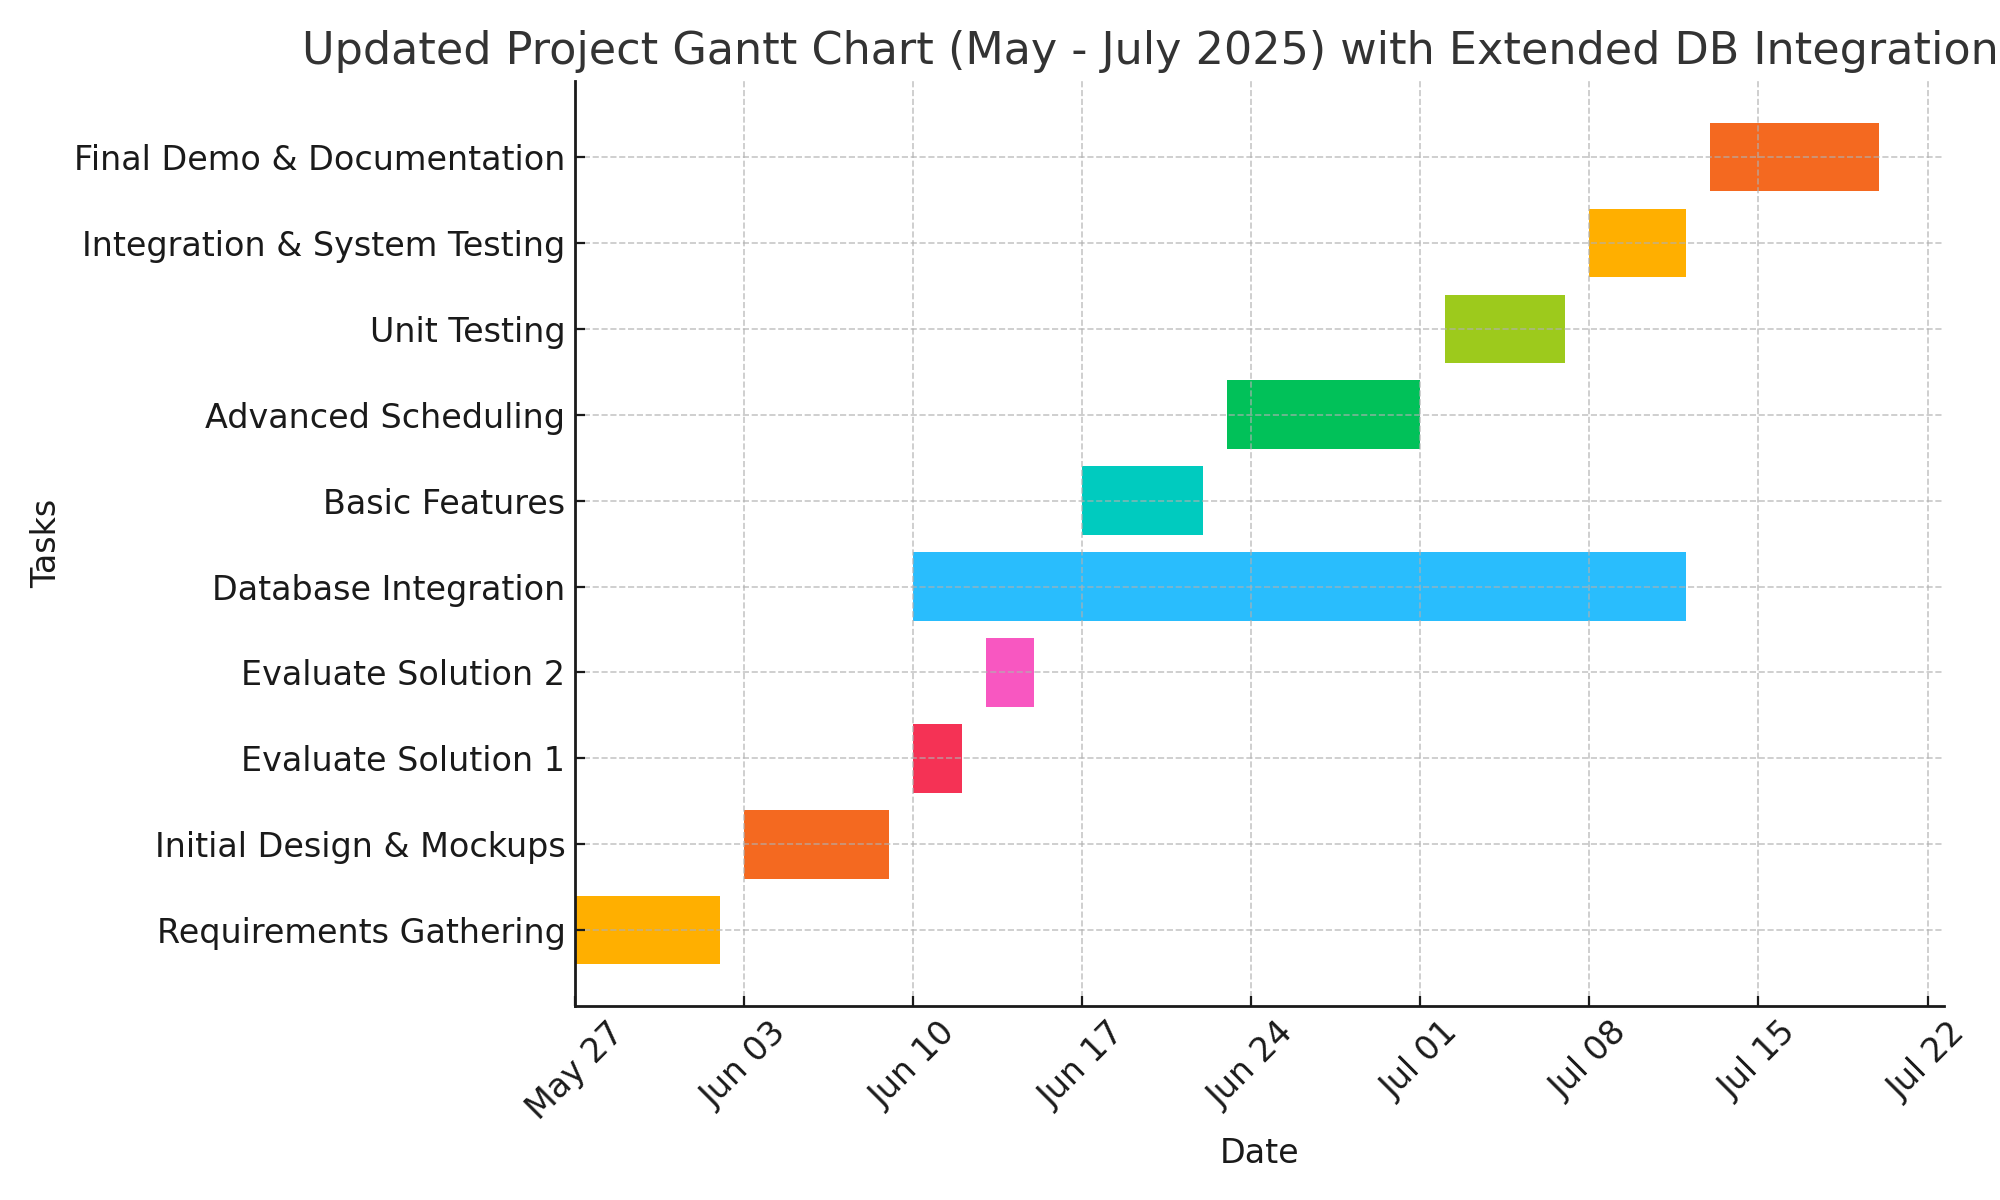 Updated Project Gantt Chart (May - July 2025) with Extended DB Integration
Final Demo & Documentation
Integration & System Testing
Unit Testing
Advanced Scheduling
Basic Features
Database Integration
Evaluate Solution 2
Evaluate Solution 1
Initial Design & Mockups
Requirements Gathering
Tasks
May 27
Jun 03
Jun 10
Jun 17
Jun 24
Jul 01
Jul 08
Jul 15
Jul 22
Date